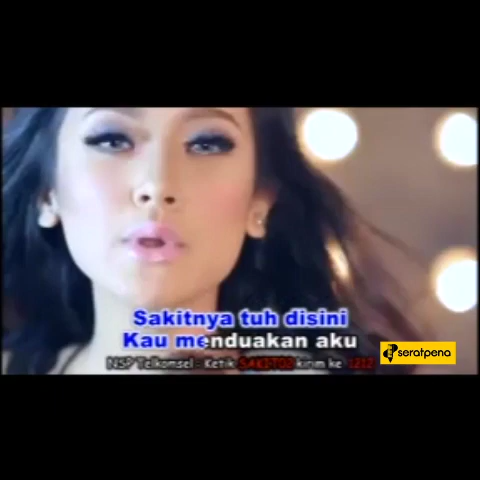 Sakitnya tuh disini
Kau menduakan aku
NSP Telkomsel : Ketik SAKIT02 kirim ke 1212
seratpena